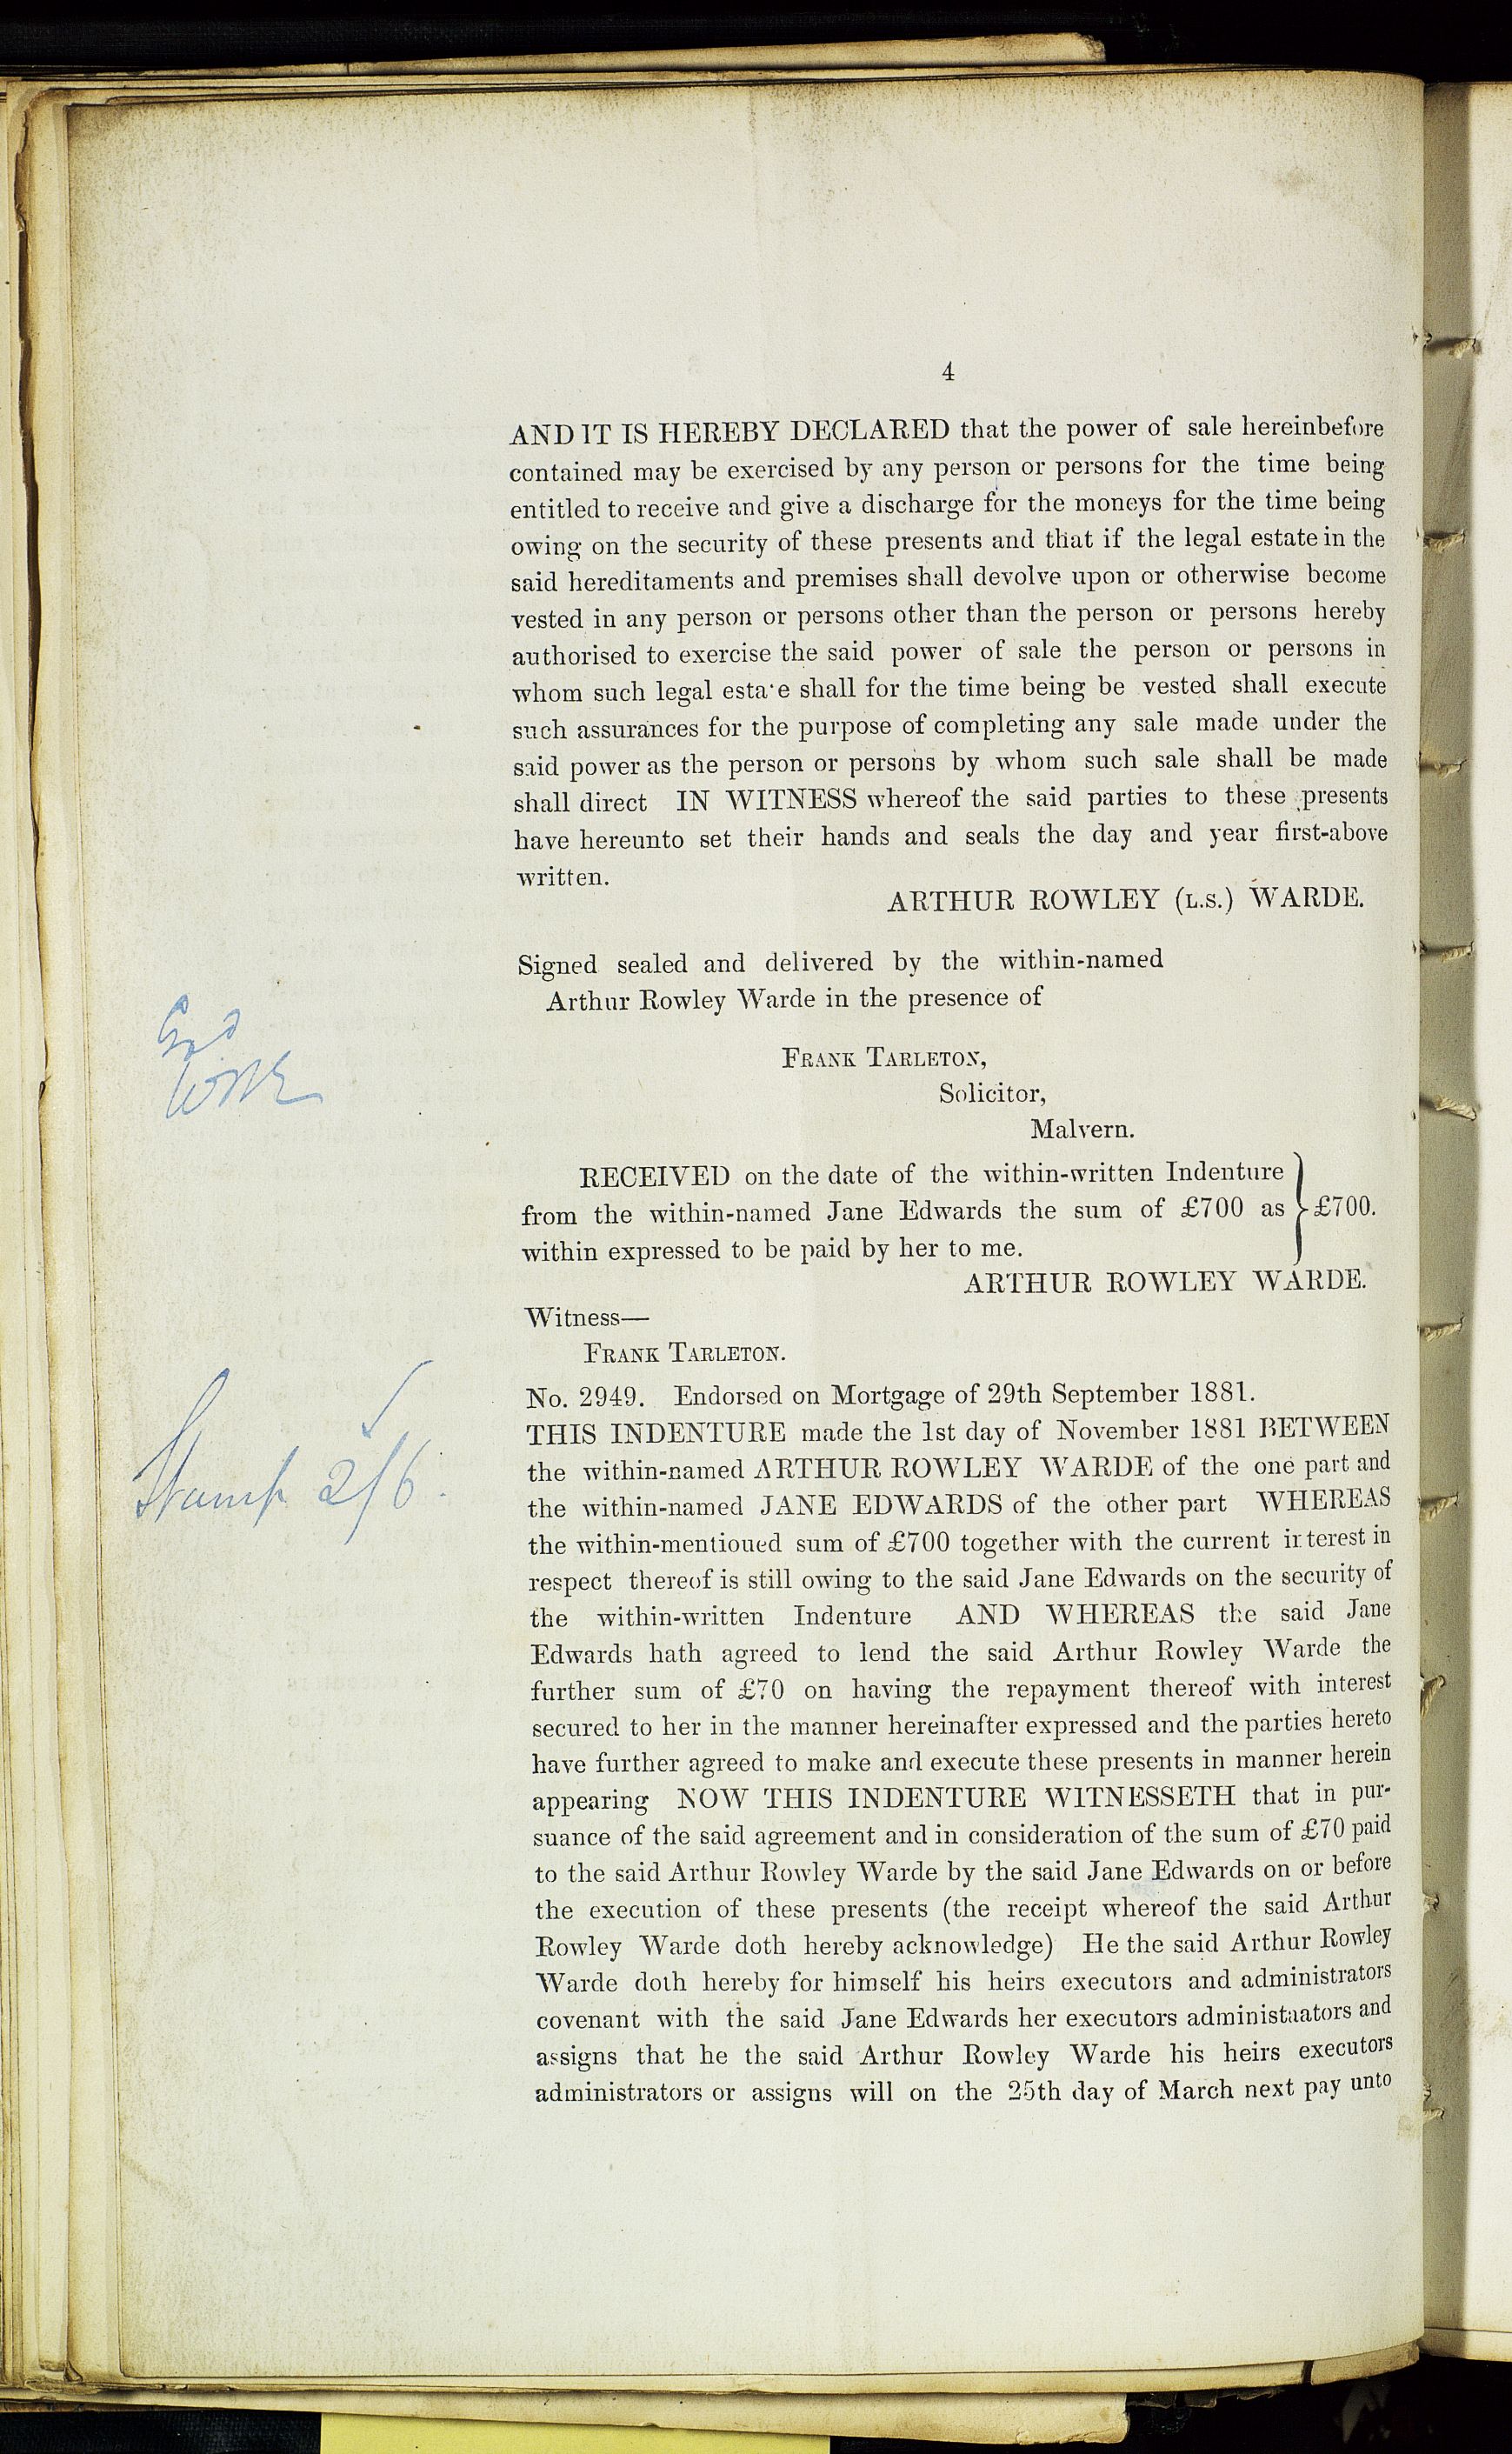 4
AND IT IS HEREBY DECLARED that the power of sale hereinbefore
contained may be exercised by any person or persons for the time being
entitled to receive and give a discharge for the moneys for the time being
owing on the security of these presents and that if the legal estate in the
said hereditaments and premises shall devolve upon or otherwise become
vested in any person or persons other than the person or persons hereby
authorised to exercise the said power of sale the person or persons in
whom such legal esta·e shall for the time being be vested shall execute
such assurances for the purpose of completing any sale made under the
said power as the person or persons by whom such sale shall be made
shall direct IN WITNESS whereof the said parties to these presents
have hereunto set their hands and seals the day and year first-above
written.
ARTHUR ROWLEY (L.S.) WARDE.
Signed sealed and delivered by the within-named
Arthur Rowley Warde in the presence of
FRANK TARLETON,
Solicitor,
Malvern.
RECEIVED on the date of the within-written Indenture
from the within-named Jane Edwards the sum of £700 as } £700.
within expressed to be paid by her to me.
ARTHUR ROWLEY WARDE.
Witness—
FRANK TARLETON.
No. 2949. Endorsed on Mortgage of 29th September 1881.
Stamp 2/6.
THIS INDENTURE made the 1st day of November 1881 BETWEEN
the within-named ARTHUR ROWLEY WARDE of the one part and
the within-named JANE EDWARDS of the other part WHEREAS
the within-mentioued sum of £700 together with the current interest in
respect thereof is still owing to the said Jane Edwards on the security of
the within-written Indenture AND WHEREAS the said Jane
Edwards hath agreed to lend the said Arthur Rowley Warde the
further sum of £70 on having the repayment thereof with interest
secured to her in the manner hereinafter expressed and the parties hereto
have further agreed to make and execute these presents in manner herein
appearing NOW THIS INDENTURE WITNESSETH that in pur-
suance of the said agreement and in consideration of the sum of £70 paid
to the said Arthur Rowley Warde by the said Jane Edwards on or before
the execution of these presents (the receipt whereof the said Arthur
Rowley Warde doth hereby acknowledge) He the said Arthur Rowley
Warde doth hereby for himself his heirs executors and administrators
covenant with the said Jane Edwards her executors administaators and
assigns that he the said Arthur Rowley Warde his heirs executors
administrators or assigns will on the 25th day of March next pay unto